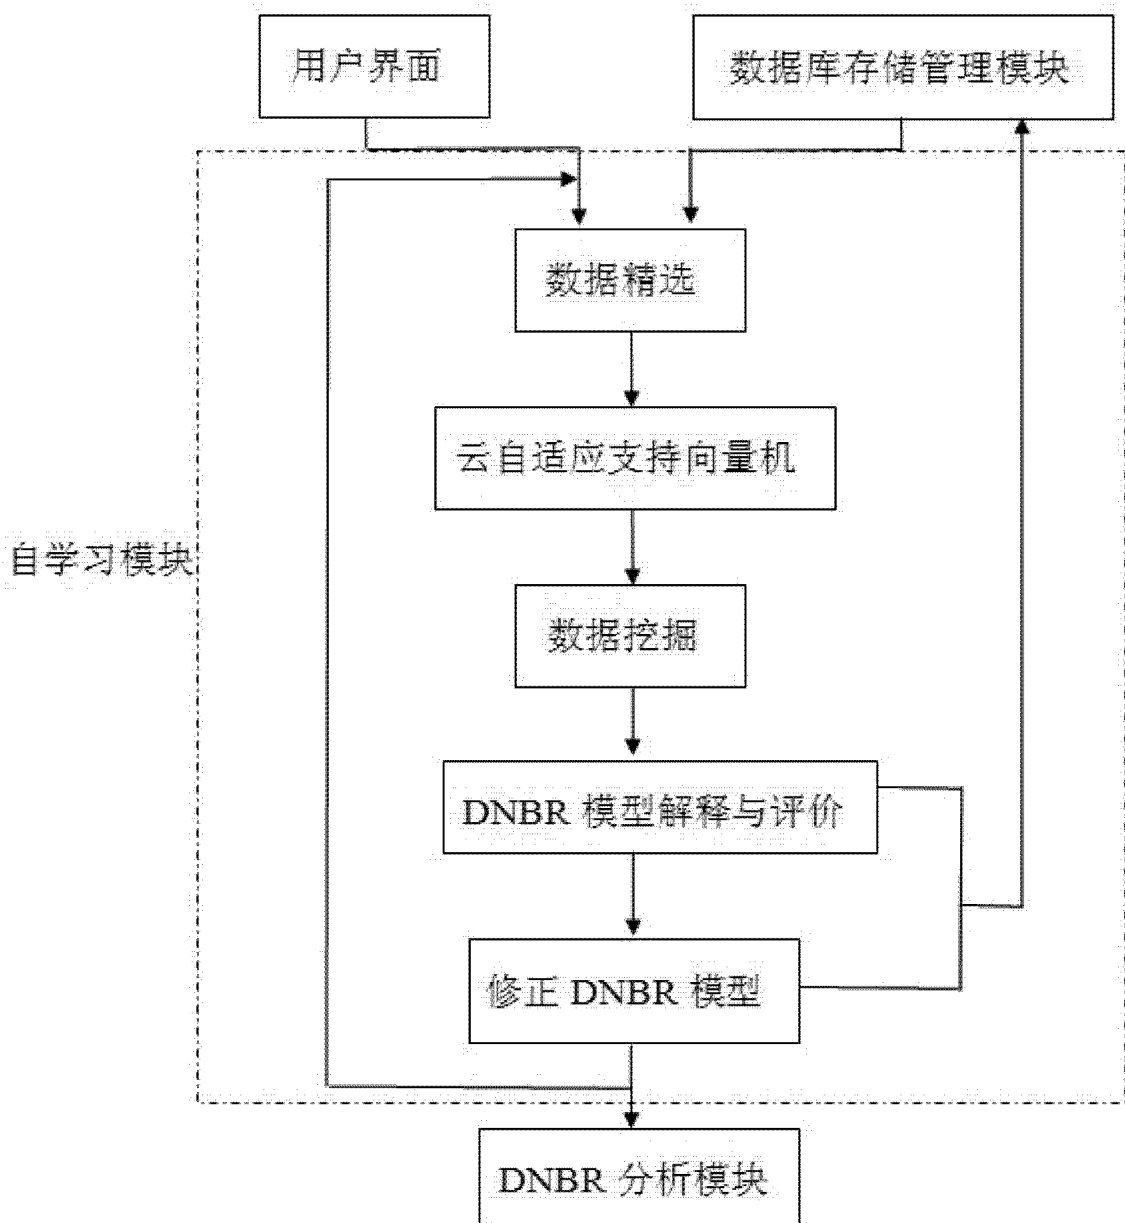 用户界面
数据库存储管理模块
数据精选
云自适应支持向量机
自学习模块
数据挖掘
DNBR 模型解释与评价
修正 DNBR 模型
DNBR 分析模块